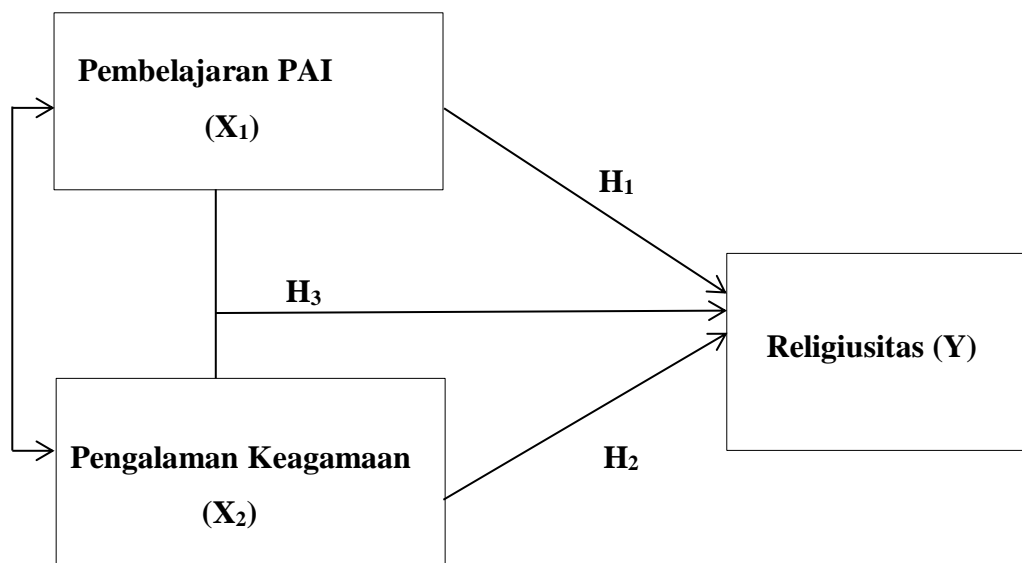 Pembelajaran PAI
(X₁)
H₁
H₃
Religiusitas (Y)
Pengalaman Keagamaan
H₂
(X₂)